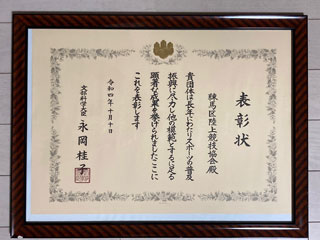 表彰状
練馬区陸上競技協会殿
貴団体は長年にわたりスポーツの普及
振興に尽力し他の模範とするに足る
顕著な成果を挙げられましたここに
これを表彰します
令和四年十月十日
文部科学大臣 永岡桂子